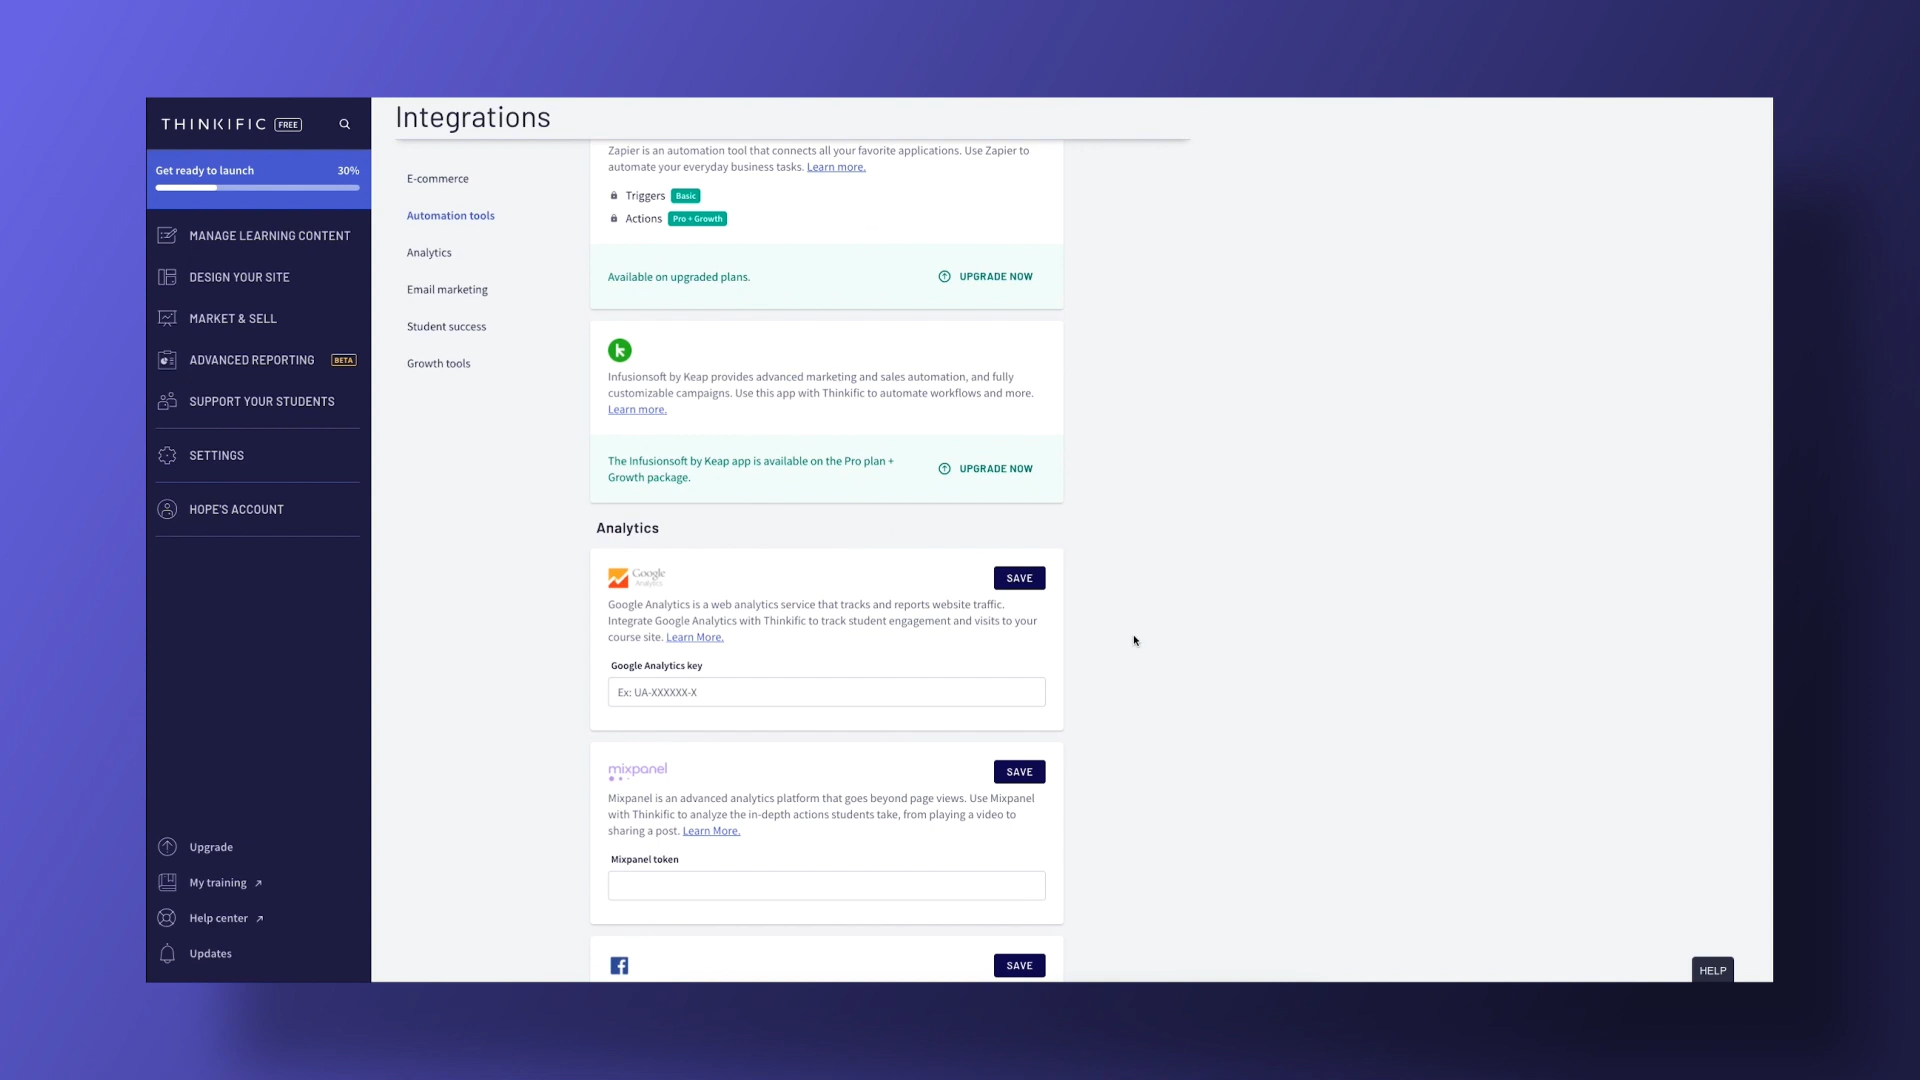 THINKIFIC FREE
Get ready to launch 30%
MANAGE LEARNING CONTENT
DESIGN YOUR SITE
MARKET & SELL
ADVANCED REPORTING BETA
SUPPORT YOUR STUDENTS
SETTINGS
HOPE'S ACCOUNT
Upgrade
My training
Help center
Updates
Integrations
E-commerce
Automation tools
Analytics
Email marketing
Student success
Growth tools
Zapier is an automation tool that connects all your favorite applications. Use Zapier to
automate your everyday business tasks. Learn more.
Triggers Basic
Actions Pro + Growth
Available on upgraded plans. UPGRADE NOW
Infusionsoft by Keap provides advanced marketing and sales automation, and fully
customizable campaigns. Use this app with Thinkific to automate workflows and more.
Learn more.
The Infusionsoft by Keap app is available on the Pro plan +
Growth package.
UPGRADE NOW
Analytics
Google
Analytics
SAVE
Google Analytics is a web analytics service that tracks and reports website traffic.
Integrate Google Analytics with Thinkific to track student engagement and visits to your
course site. Learn More.
Google Analytics key
Ex: UA-XXXXXX-X
mixpanel
SAVE
Mixpanel is an advanced analytics platform that goes beyond page views. Use Mixpanel
with Thinkific to analyze the in-depth actions students take, from playing a video to
sharing a post. Learn More.
Mixpanel token
SAVE
HELP